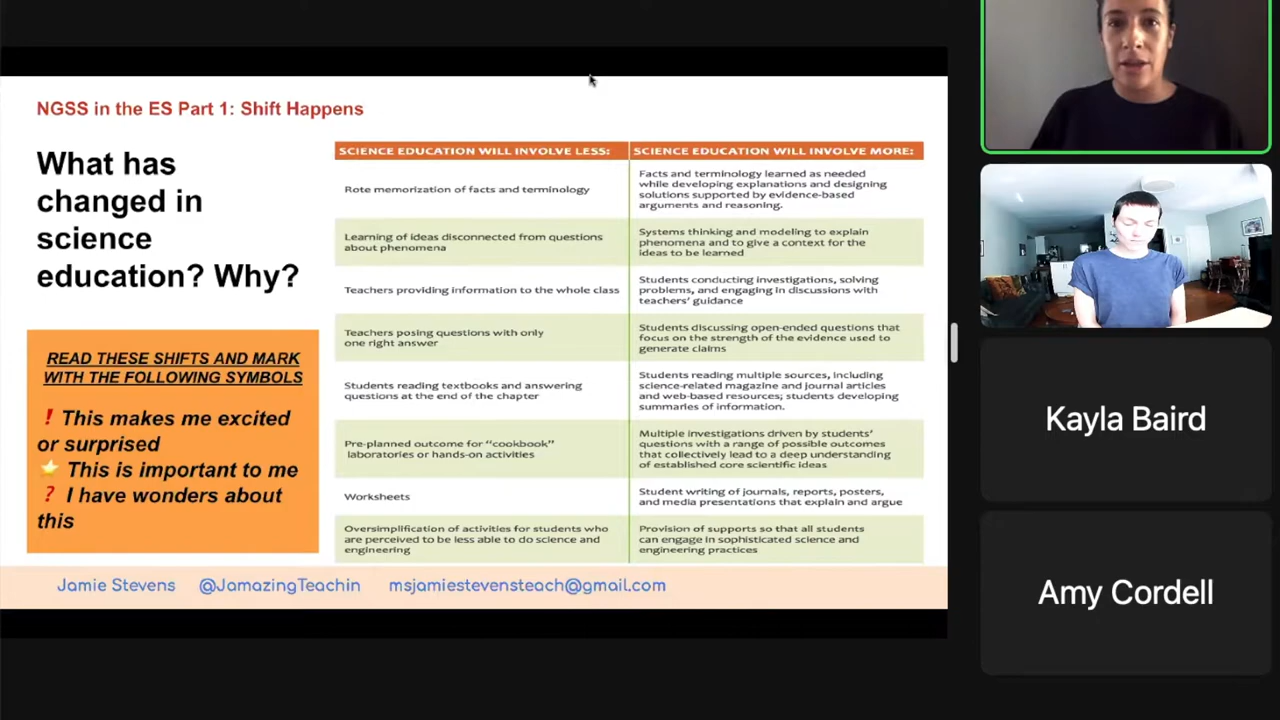 NGSS in the ES Part 1: Shift Happens
What has
changed in
science
education? Why?
READ THESE SHIFTS AND MARK
WITH THE FOLLOWING SYMBOLS
❗ This makes me excited
or surprised
⭐ This is important to me
❓ I have wonders about
this
SCIENCE EDUCATION WILL INVOLVE LESS:
SCIENCE EDUCATION WILL INVOLVE MORE:
Rote memorization of facts and terminology
Facts and terminology learned as needed
while developing explanations and designing
solutions supported by evidence-based
arguments and reasoning.
Learning of ideas disconnected from questions
about phenomena
Systems thinking and modeling to explain
phenomena and to give a context for the
ideas to be learned
Teachers providing information to the whole class
Students conducting investigations, solving
problems, and engaging in discussions with
teachers' guidance
Teachers posing questions with only
one right answer
Students discussing open-ended questions that
focus on the strength of the evidence used to
generate claims
Students reading textbooks and answering
questions at the end of the chapter
Students reading multiple sources, including
science-related magazine and journal articles
and web-based resources; students developing
summaries of information.
Pre-planned outcome for “cookbook”
laboratories or hands-on activities
Multiple investigations driven by students'
questions with a range of possible outcomes
that collectively lead to a deep understanding
of established core scientific ideas
Worksheets
Student writing of journals, reports, posters,
and media presentations that explain and argue
Oversimplification of activities for students who
are perceived to be less able to do science and
engineering
Provision of supports so that all students
can engage in sophisticated science and
engineering practices
Jamie Stevens @JamazingTeachin msjamiestevensteach@gmail.com
Kayla Baird
Amy Cordell